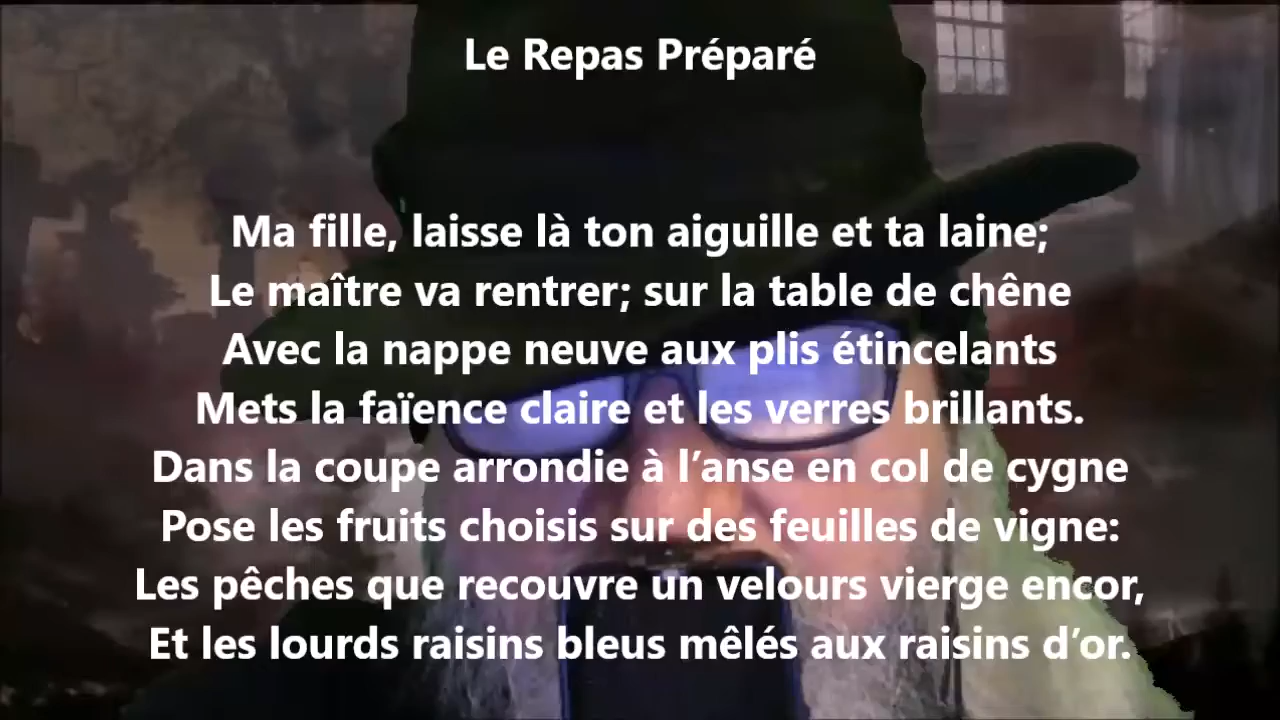 Le Repas Préparé
Ma fille, laisse là ton aiguille et ta laine;
Le maître va rentrer; sur la table de chêne
Avec la nappe neuve aux plis étincelants
Mets la faïence claire et les verres brillants.
Dans la coupe arrondie à l’anse en col de cygne
Pose les fruits choisis sur des feuilles de vigne:
Les pêches que recouvre un velours vierge encor,
Et les lourds raisins bleus mêlés aux raisins d’or.